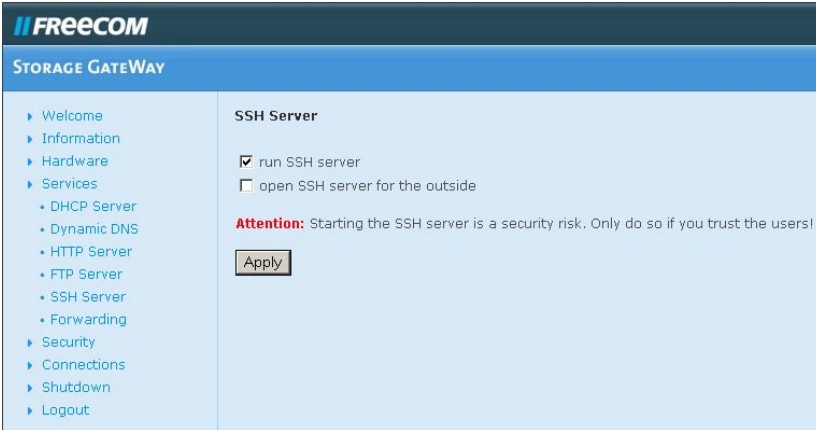 FREECOM
STORAGE GATEWAY
Welcome
Information
Hardware
Services
DHCP Server
Dynamic DNS
HTTP Server
FTP Server
SSH Server
Forwarding
Security
Connections
Shutdown
Logout
SSH Server
run SSH server
open SSH server for the outside
Attention: Starting the SSH server is a security risk. Only do so if you trust the users!
Apply